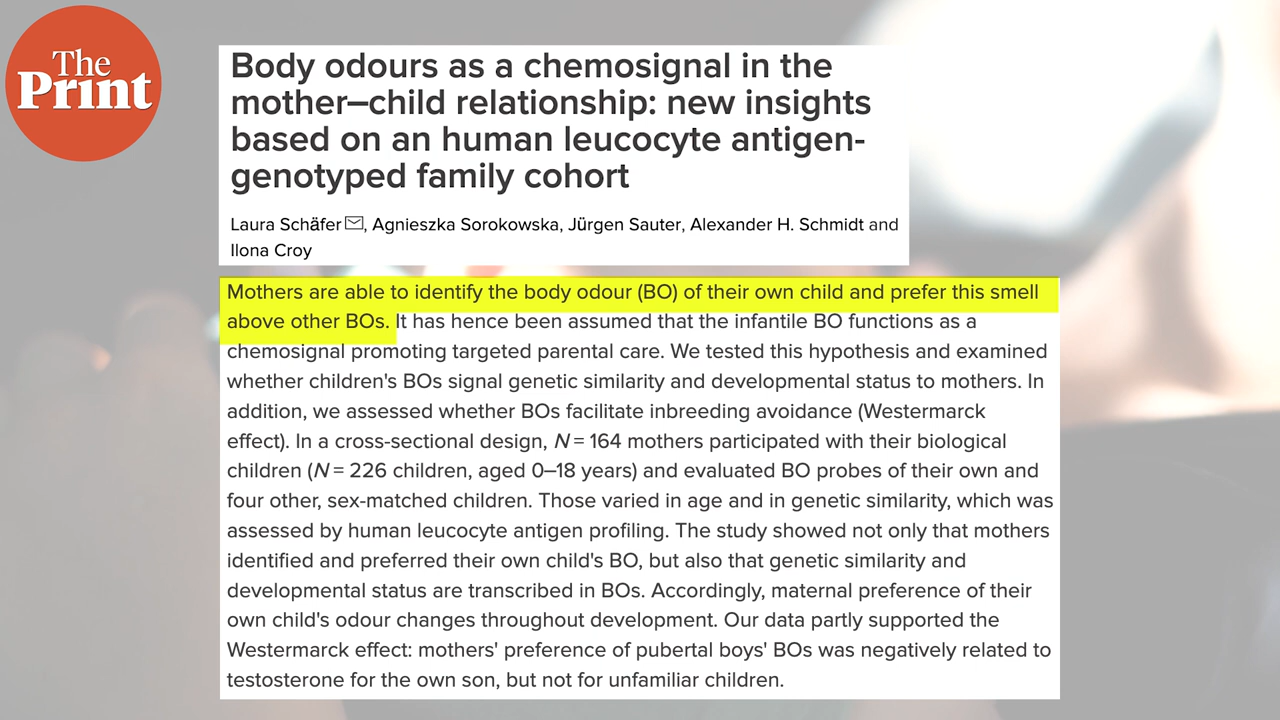 The
Print
Body odours as a chemosignal in the
mother–child relationship: new insights
based on an human leucocyte antigen-
genotyped family cohort
Laura Schäfer, Agnieszka Sorokowska, Jürgen Sauter, Alexander H. Schmidt and
Ilona Croy
Mothers are able to identify the body odour (BO) of their own child and prefer this smell
above other BOs. It has hence been assumed that the infantile BO functions as a
chemosignal promoting targeted parental care. We tested this hypothesis and examined
whether children's BOs signal genetic similarity and developmental status to mothers. In
addition, we assessed whether BOs facilitate inbreeding avoidance (Westermarck
effect). In a cross-sectional design, N = 164 mothers participated with their biological
children (N = 226 children, aged 0–18 years) and evaluated BO probes of their own and
four other, sex-matched children. Those varied in age and in genetic similarity, which was
assessed by human leucocyte antigen profiling. The study showed not only that mothers
identified and preferred their own child's BO, but also that genetic similarity and
developmental status are transcribed in BOs. Accordingly, maternal preference of their
own child's odour changes throughout development. Our data partly supported the
Westermarck effect: mothers' preference of pubertal boys' BOs was negatively related to
testosterone for the own son, but not for unfamiliar children.